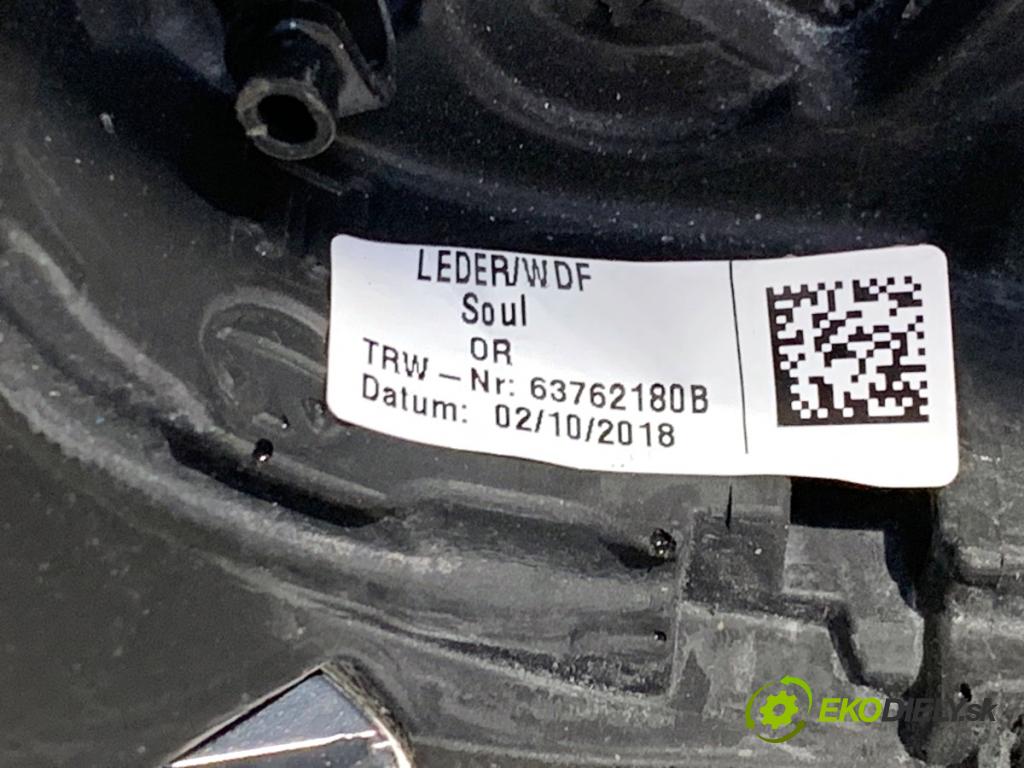 LEDER/WDF
Soul
OR
TRW-Nr: 63762180B
Datum: 02/10/2018
EKODIELY.sk